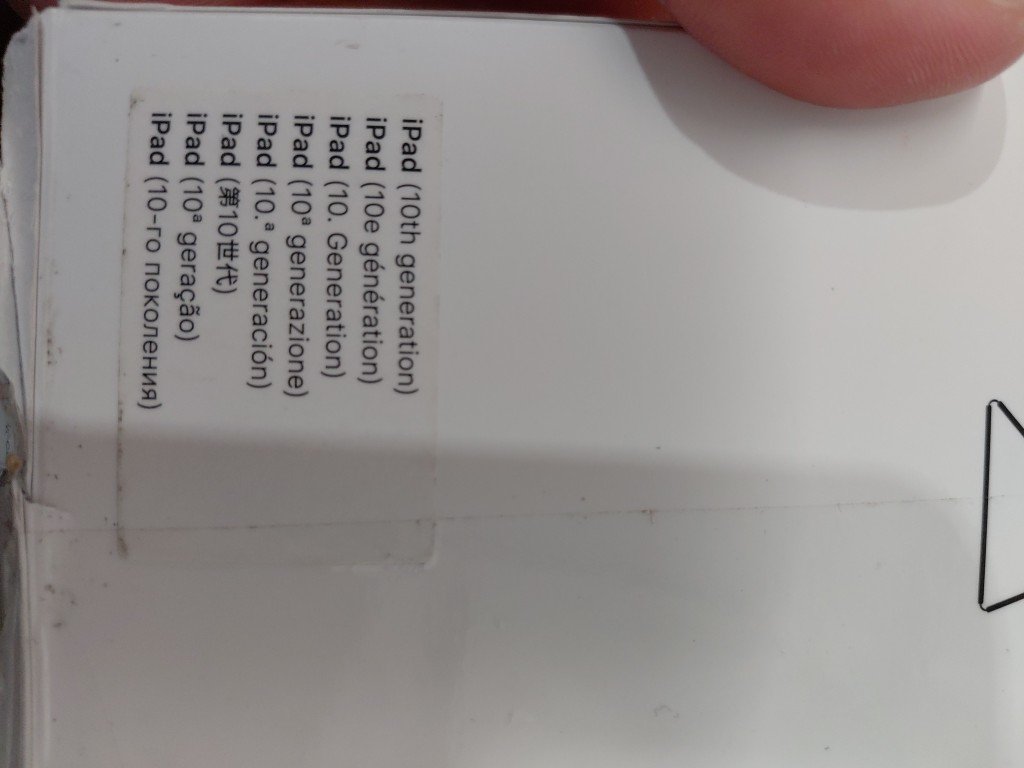 iPad (10th generation)
iPad (10e génération)
iPad (10. Generation)
iPad (10ª generazione)
iPad (10.ª generación)
iPad (第10世代)
iPad (10ª geração)
iPad (10-го поколения)